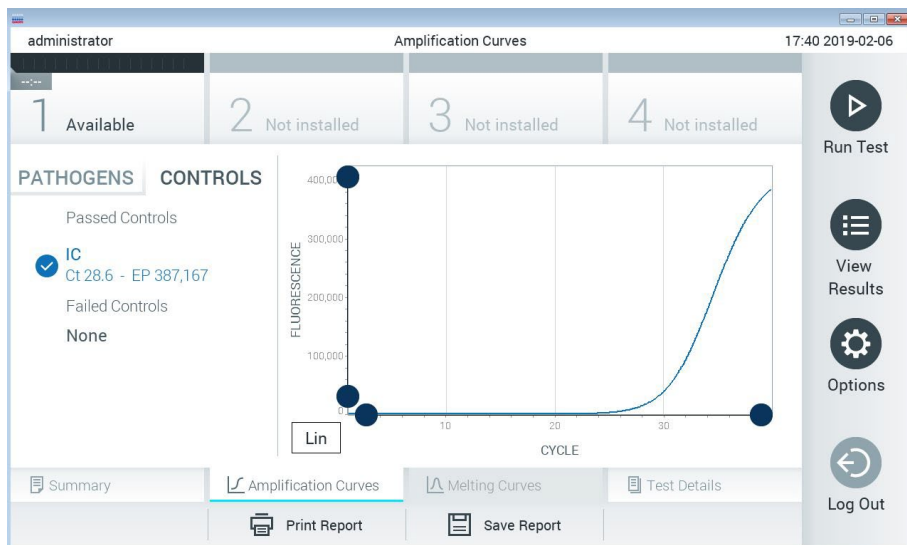 administrator
Amplification Curves
17:40 2019-02-06
--:--
1 Available
2 Not installed
3 Not installed
4 Not installed
Run Test
PATHOGENS
CONTROLS
Passed Controls
IC
Ct 28.6 - EP 387,167
Failed Controls
None
FLUORESCENCE
300,000
200,000
100,000
0
10
20
30
CYCLE
Lin
View
Results
Options
Log Out
Summary
Amplification Curves
Melting Curves
Test Details
Print Report
Save Report